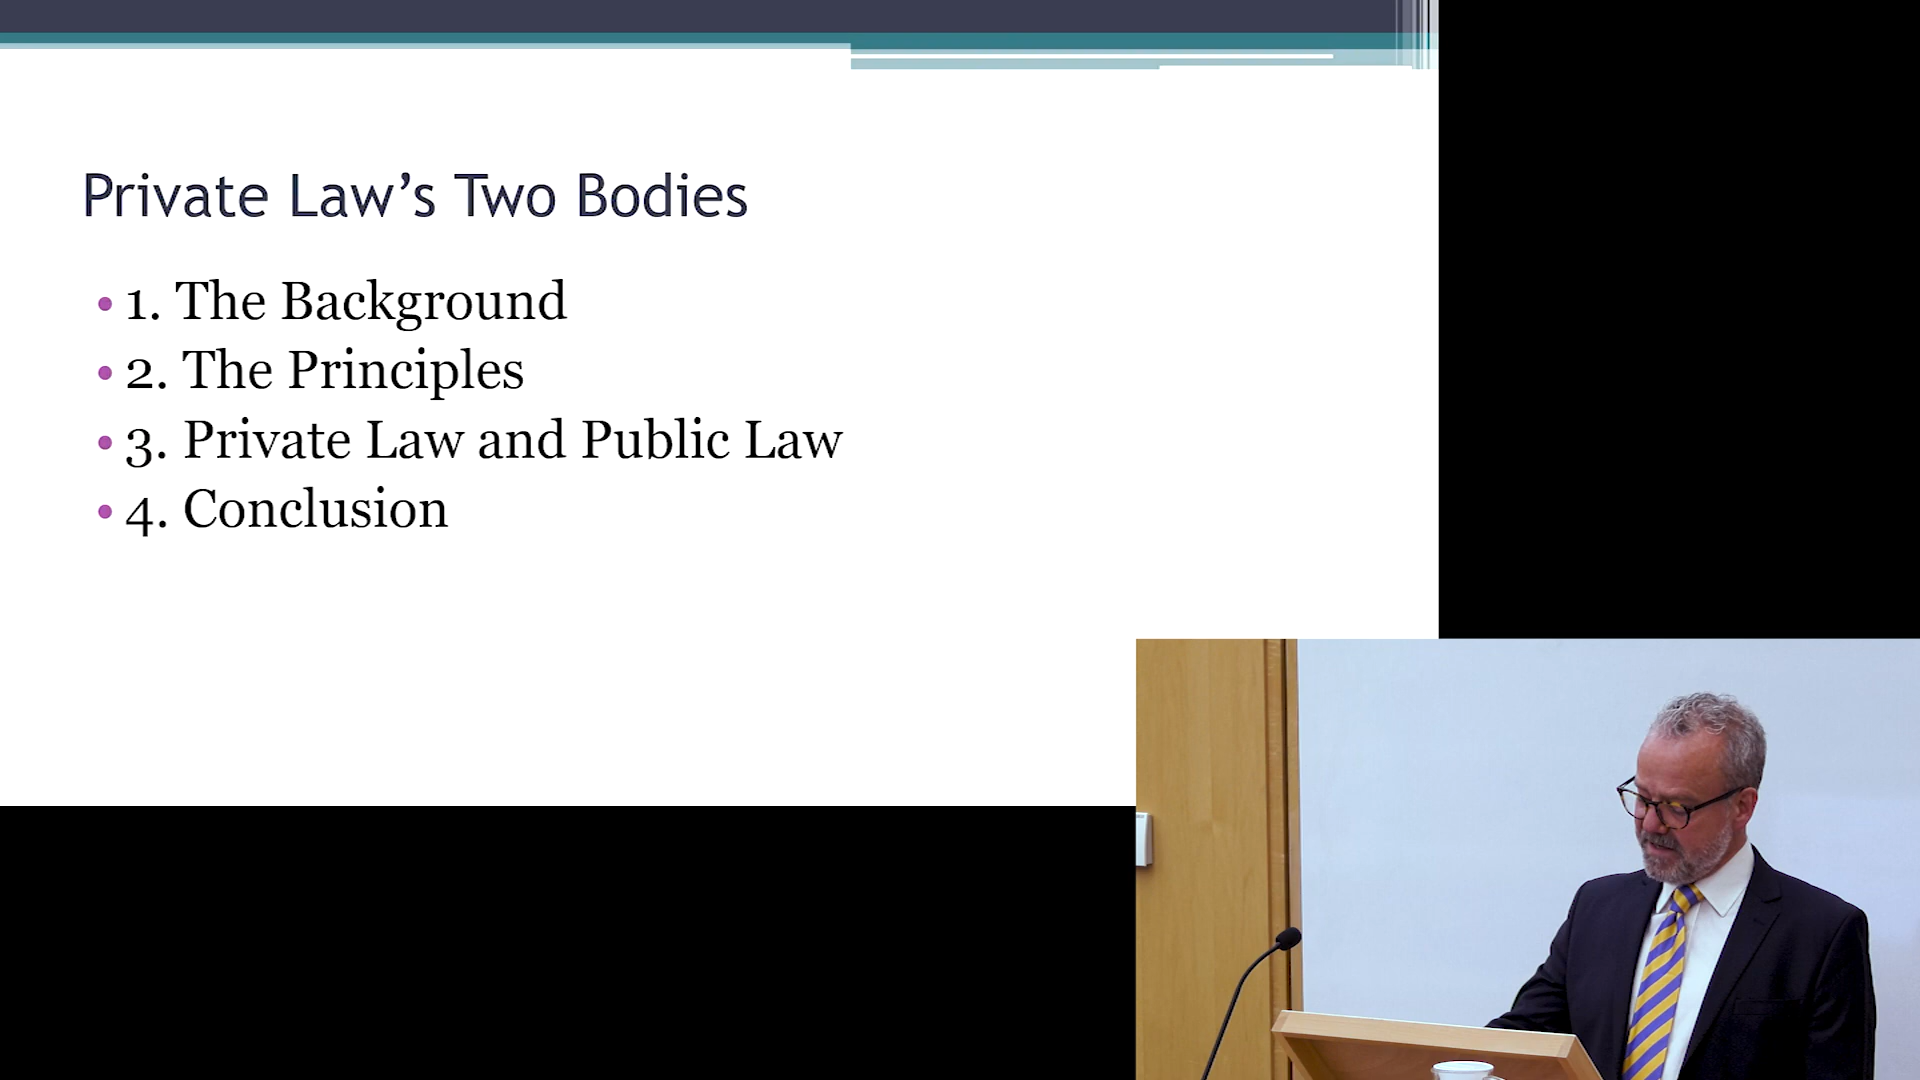 Private Law’s Two Bodies
• 1. The Background
• 2. The Principles
• 3. Private Law and Public Law
• 4. Conclusion